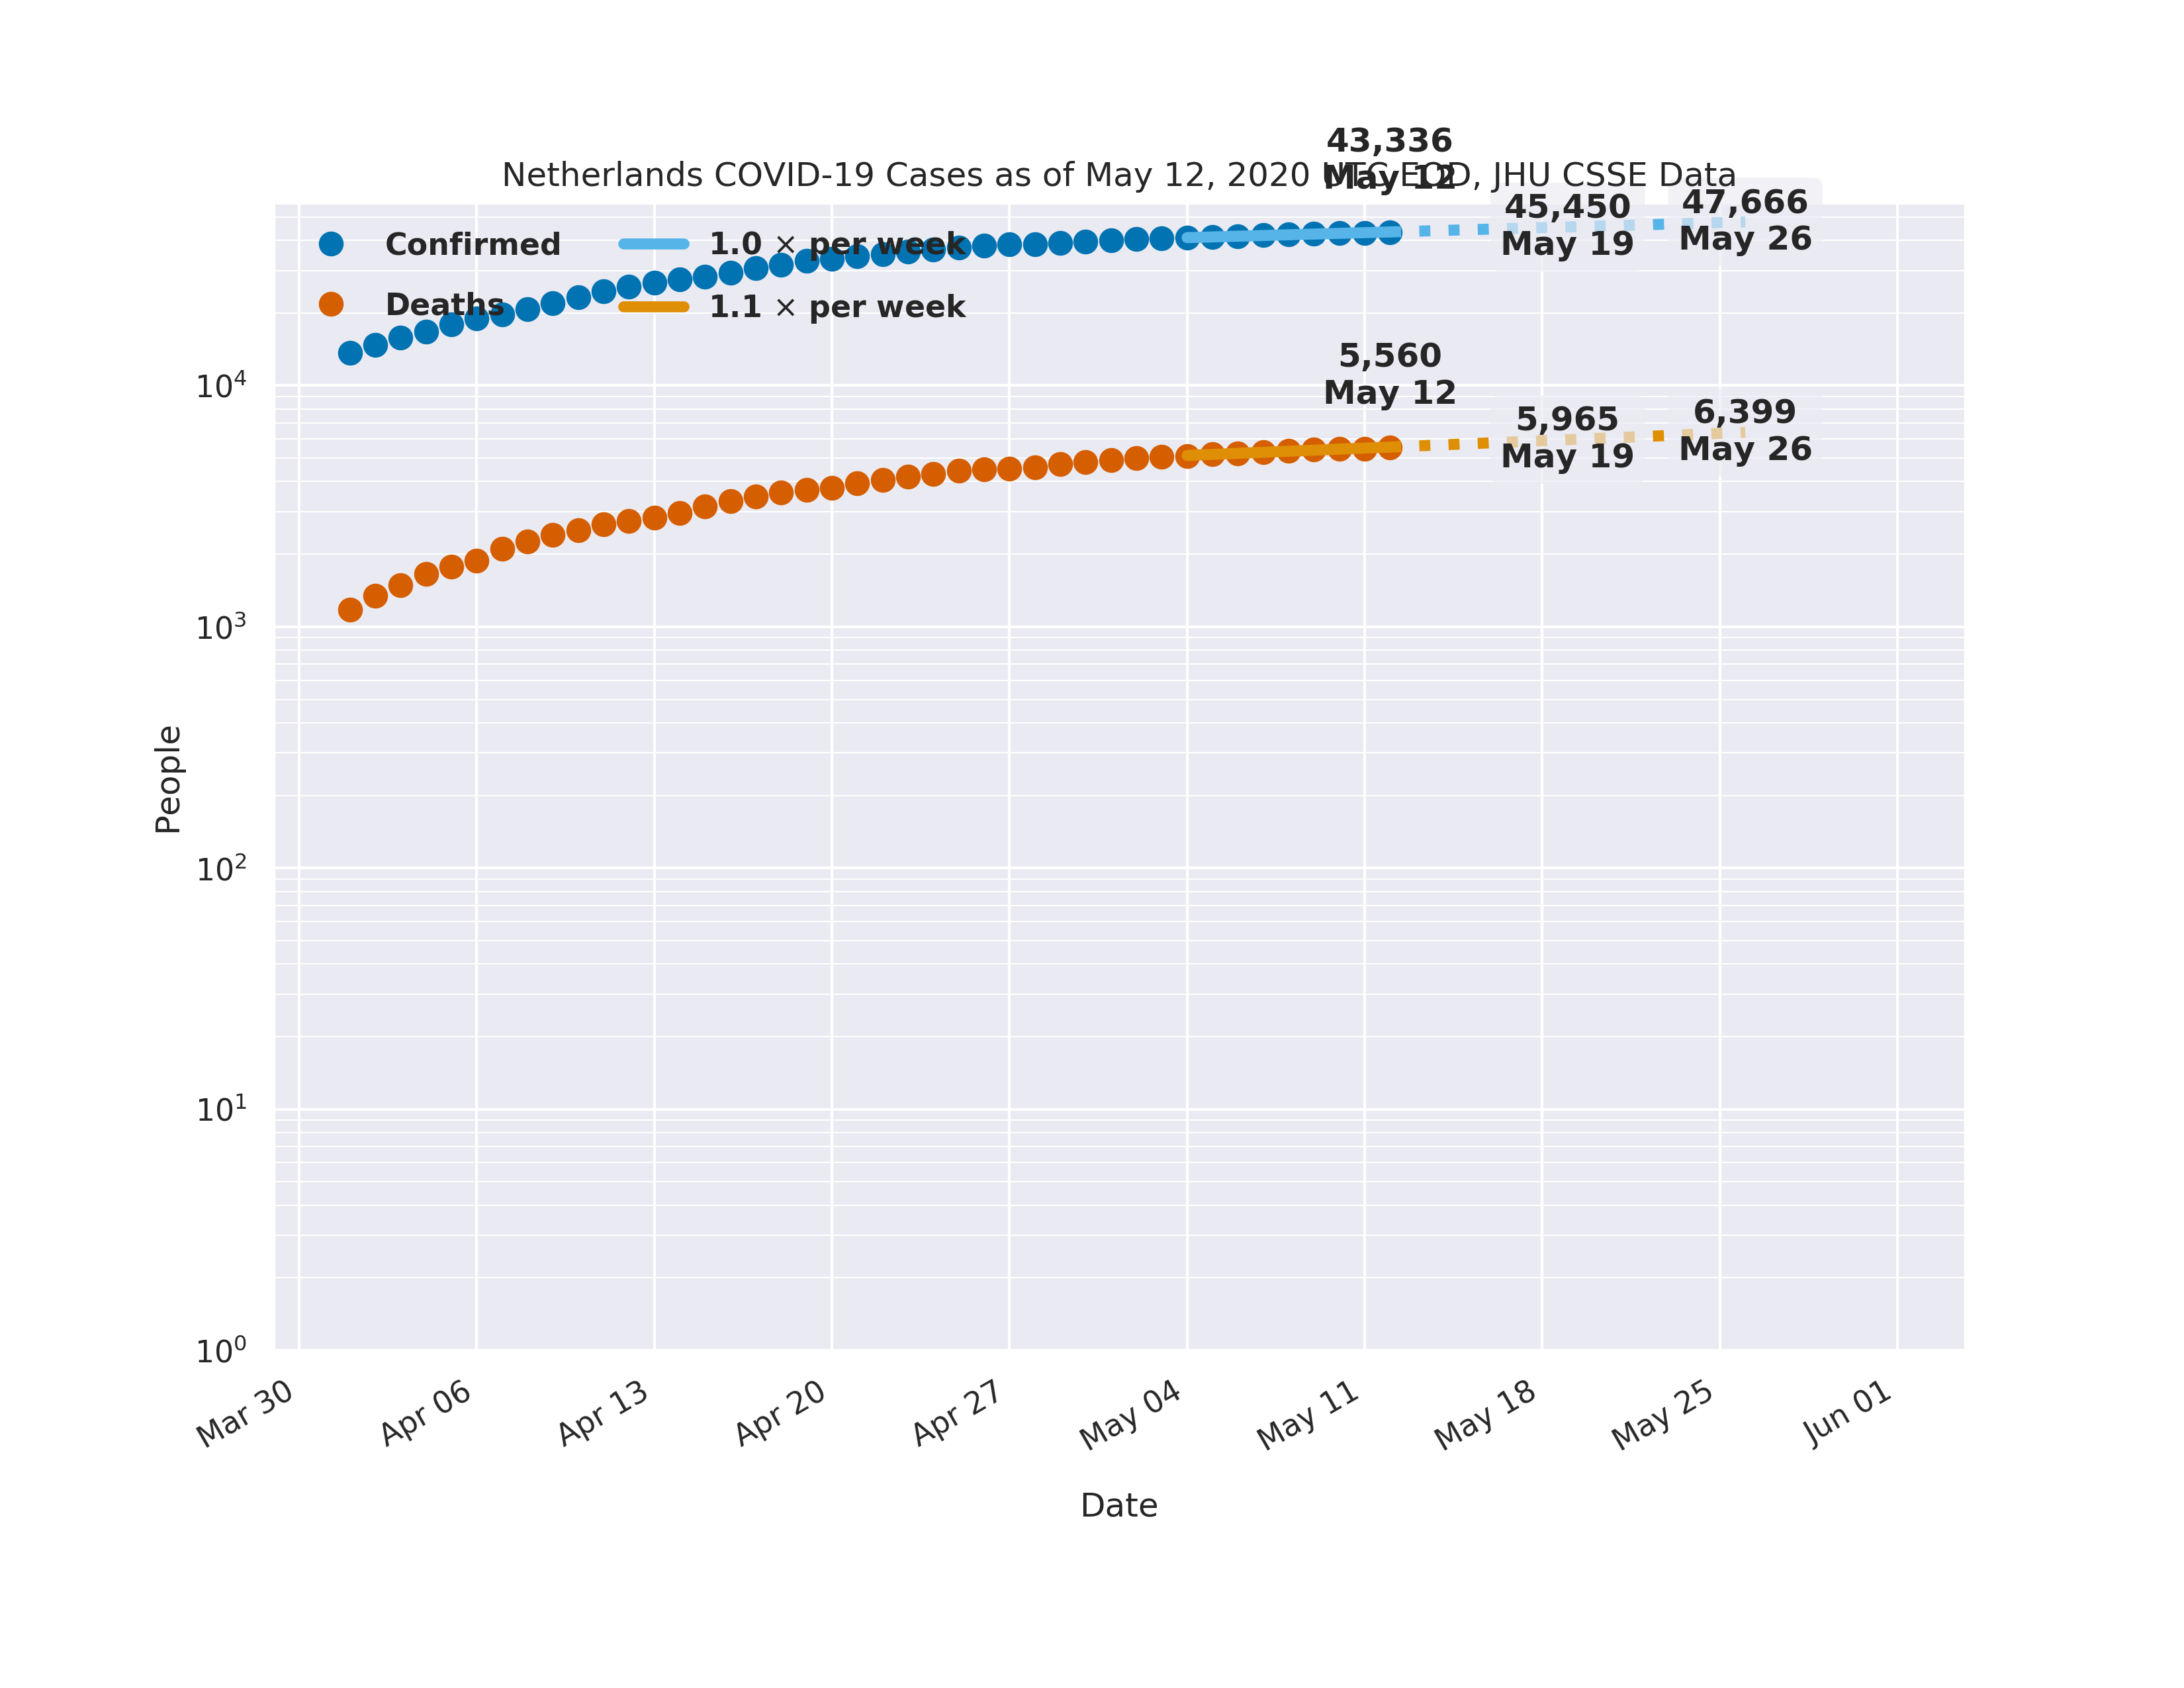 43,336
May 12
Netherlands COVID-19 Cases as of May 12, 2020 UTC EOD, JHU CSSE Data
45,450
May 19
47,666
May 26
Confirmed
1.0 × per week
Deaths
1.1 × per week
5,560
May 12
5,965
May 19
6,399
May 26
10⁴
10³
10²
10¹
10⁰
People
Mar 30
Apr 06
Apr 13
Apr 20
Apr 27
May 04
May 11
May 18
May 25
Jun 01
Date